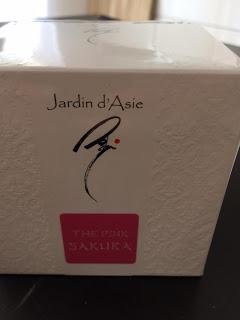 Jardin d'Asie
THE PINK
SAKURA